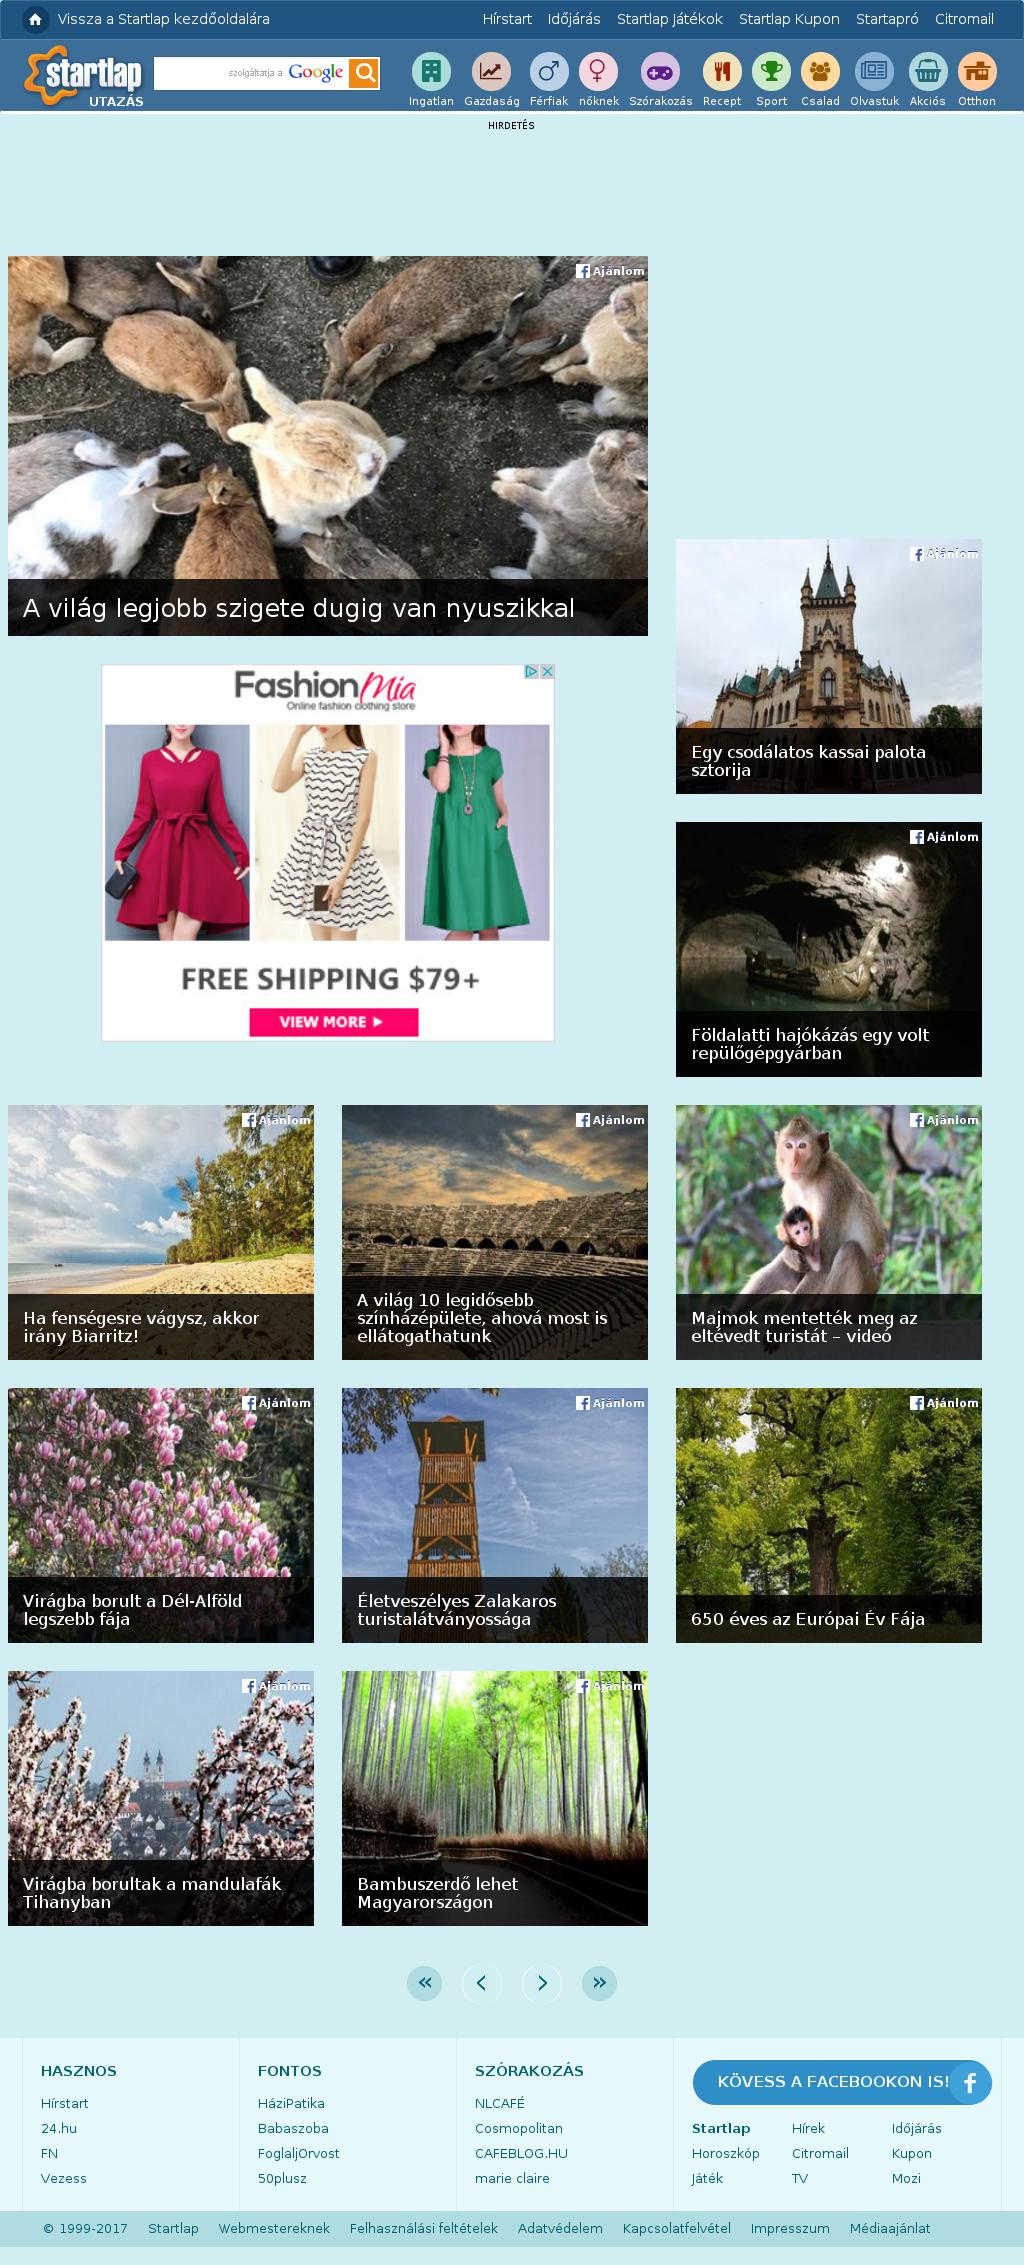 Vissza a Startlap kezdőoldalára
Hírstart Időjárás Startlap Játékok Startlap Kupon Startapró Citromail
startlap
UTAZÁS
szolgáltatja a Google
Ingatlan Gazdaság Férfiak nőknek Szórakozás Recept Sport Csalad Olvastuk Akciós Otthon
HIRDETÉS
Ajánlom
A világ legjobb szigete dugig van nyuszikkal
Ajánlom
Egy csodálatos kassai palota
sztorija
FashionMia
Online fashion clothing store
FREE SHIPPING $79+
VIEW MORE
Ajánlom
Földalatti hajókázás egy volt
repülőgépgyárban
Ajánlom
Ha fenségesre vágysz, akkor
irány Biarritz!
Ajánlom
A világ 10 legidősebb
színházépülete, ahová most is
ellátogathatunk
Ajánlom
Majmok mentették meg az
eltévedt turistát – videó
Ajánlom
Virágba borult a Dél-Alföld
legszebb fája
Ajánlom
Életveszélyes Zalakaros
turistalátványossága
Ajánlom
650 éves az Európai Év Fája
Ajánlom
Virágba borultak a mandulafák
Tihanyban
Ajánlom
Bambuszerdő lehet
Magyarországon
« < > »
HASZNOS
Hírstart
24.hu
FN
Vezess
FONTOS
HáziPatika
Babaszoba
FoglaljOrvost
50plusz
SZÓRAKOZÁS
NLCAFÉ
Cosmopolitan
CAFEBLOG.HU
marie claire
KÖVESS A FACEBOOKON IS!
Startlap Hírek Időjárás
Horoszkóp Citromail Kupon
Játék TV Mozi
© 1999-2017 Startlap Webmestereknek Felhasználási feltételek Adatvédelem Kapcsolatfelvétel Impresszum Médiaajánlat